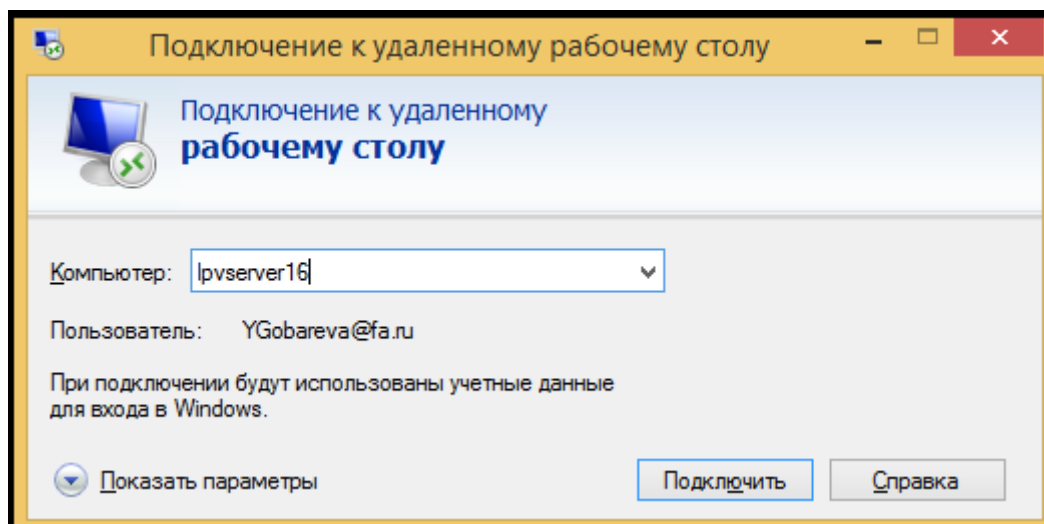 Подключение к удаленному рабочему столу
Подключение к удаленному
рабочему столу
Компьютер: lpvserver16
Пользователь: YGobareva@fa.ru
При подключении будут использованы учетные данные
для входа в Windows.
Показать параметры
Подключить
Справка